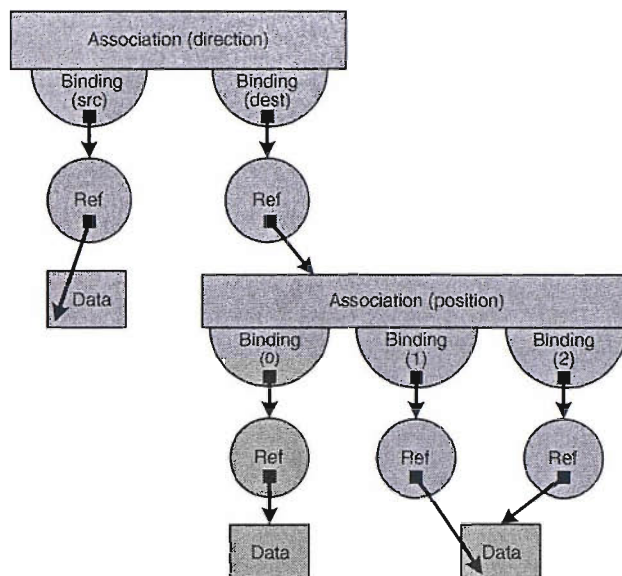 Association (direction)
Binding
(src)
Binding
(dest)
Ref
Ref
Data
Association (position)
Binding
(0)
Binding
(1)
Binding
(2)
Ref
Ref
Ref
Data
Data